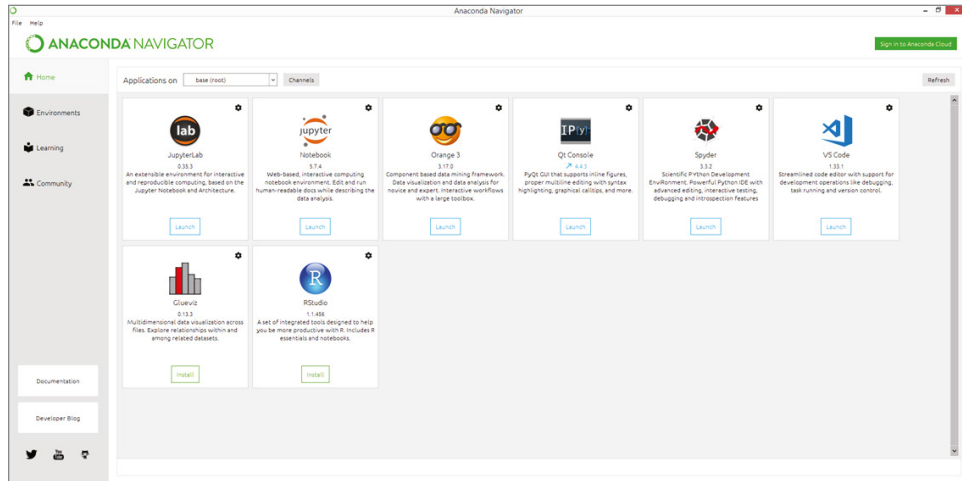 Anaconda Navigator
File Help
ANACONDA NAVIGATOR
Sign in to Anaconda Cloud
Home
Environments
Learning
Community
Documentation
Developer Blog
You Tube
Applications on base (root) Channels Refresh
lab
JupyterLab
0.35.3
An extensible environment for interactive
and reproducible computing, based on the
Jupyter Notebook and Architecture.
Launch
jupyter
Notebook
5.7.4
Web-based, interactive computing
notebook environment. Edit and run
human-readable docs while describing the
data analysis.
Launch
Orange 3
3.17.0
Component based data mining framework.
Data visualization and data analysis for
novice and expert. Interactive workflows
with a large toolbox.
Launch
IP[y]:
Qt Console
4.4.3
PyQt GUI that supports inline figures,
proper multiline editing with syntax
highlighting, graphical calltips, and more.
Launch
Spyder
3.3.2
Scientific PYthon Development
EnviRonment. Powerful Python IDE with
advanced editing, interactive testing,
debugging and introspection features
Launch
VS Code
1.35.1
Streamlined code editor with support for
development operations like debugging,
task running and version control.
Launch
Glueviz
0.13.3
Multidimensional data visualization across
files. Explore relationships within and
among related datasets.
Install
R
RStudio
1.1.456
A set of integrated tools designed to help
you be more productive with R. Includes R
essentials and notebooks.
Install